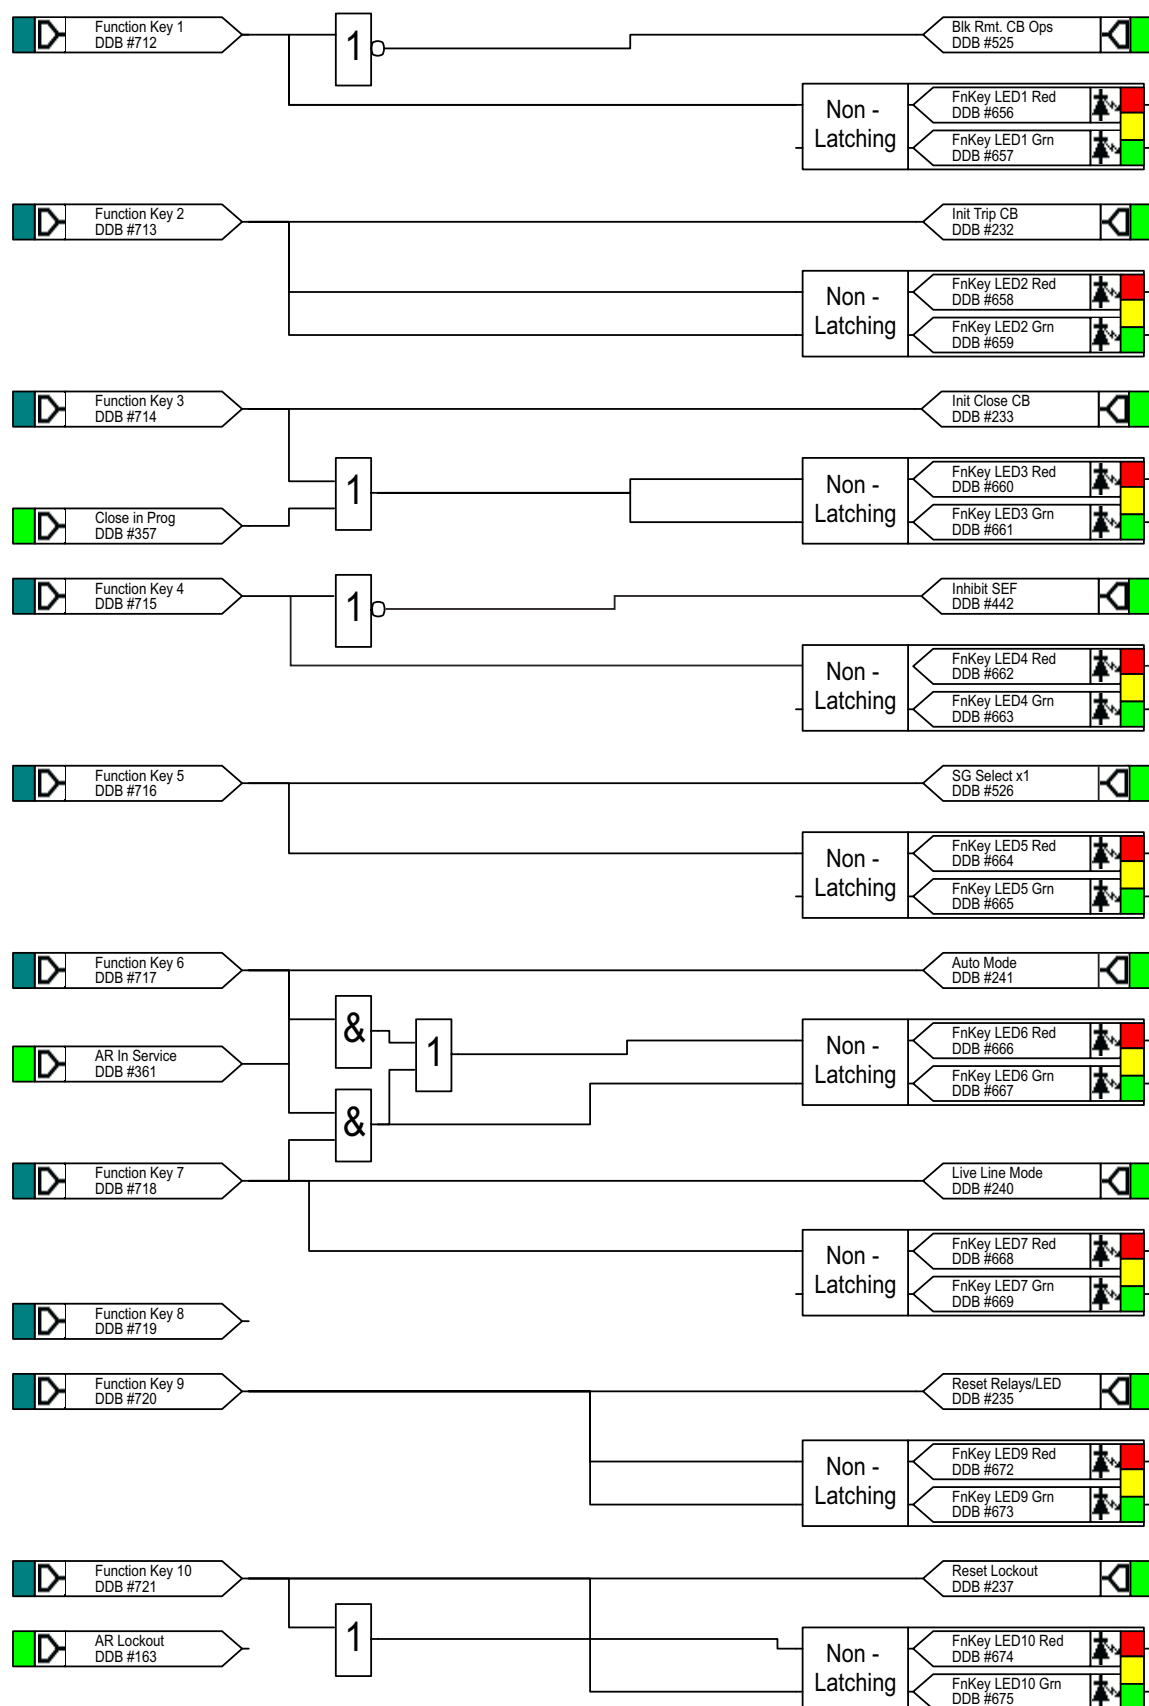 Function Key 1
DDB #712
1
Blk Rmt. CB Ops
DDB #525
Non -
Latching
FnKey LED1 Red
DDB #656
FnKey LED1 Grn
DDB #657
Function Key 2
DDB #713
Init Trip CB
DDB #232
Non -
Latching
FnKey LED2 Red
DDB #658
FnKey LED2 Grn
DDB #659
Function Key 3
DDB #714
Init Close CB
DDB #233
1
Close in Prog
DDB #357
Non -
Latching
FnKey LED3 Red
DDB #660
FnKey LED3 Grn
DDB #661
Function Key 4
DDB #715
1
Inhibit SEF
DDB #442
Non -
Latching
FnKey LED4 Red
DDB #662
FnKey LED4 Grn
DDB #663
Function Key 5
DDB #716
SG Select x1
DDB #526
Non -
Latching
FnKey LED5 Red
DDB #664
FnKey LED5 Grn
DDB #665
Function Key 6
DDB #717
Auto Mode
DDB #241
&
1
AR In Service
DDB #361
&
Non -
Latching
FnKey LED6 Red
DDB #666
FnKey LED6 Grn
DDB #667
Function Key 7
DDB #718
Live Line Mode
DDB #240
Non -
Latching
FnKey LED7 Red
DDB #668
FnKey LED7 Grn
DDB #669
Function Key 8
DDB #719
Function Key 9
DDB #720
Reset Relays/LED
DDB #235
Non -
Latching
FnKey LED9 Red
DDB #672
FnKey LED9 Grn
DDB #673
Function Key 10
DDB #721
Reset Lockout
DDB #237
1
AR Lockout
DDB #163
Non -
Latching
FnKey LED10 Red
DDB #674
FnKey LED10 Grn
DDB #675